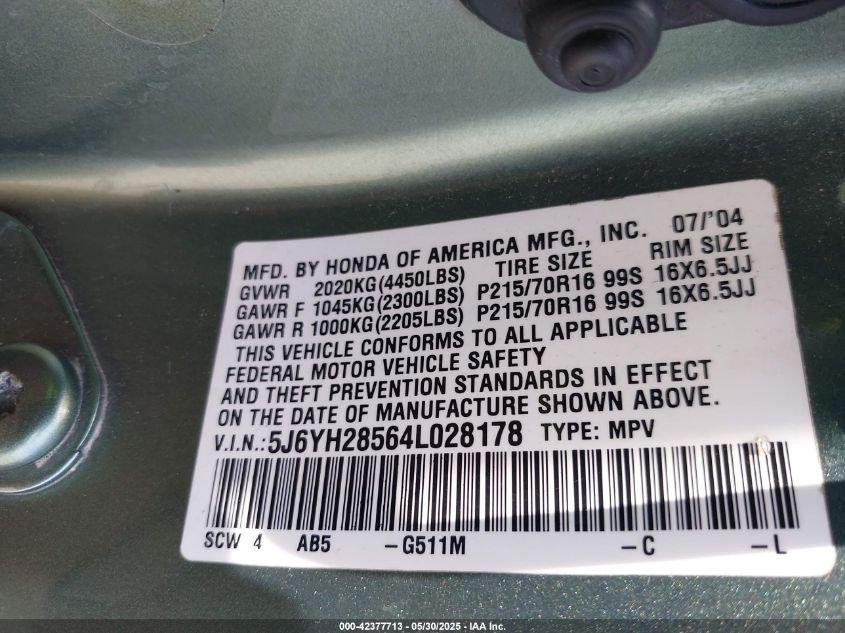 MFD. BY HONDA OF AMERICA MFG., INC. 07/'04
GVWR 2020KG(4450LBS) TIRE SIZE RIM SIZE
GAWR F 1045KG(2300LBS) P215/70R16 99S 16X6.5JJ
GAWR R 1000KG(2205LBS) P215/70R16 99S 16X6.5JJ
THIS VEHICLE CONFORMS TO ALL APPLICABLE
FEDERAL MOTOR VEHICLE SAFETY
AND THEFT PREVENTION STANDARDS IN EFFECT
ON THE DATE OF MANUFACTURE SHOWN ABOVE.
V.I.N.:5J6YH28564L028178 TYPE: MPV
SCW 4 AB5 -G511M -C -L
000-42377713 - 05/30/2025 - IAA Inc.